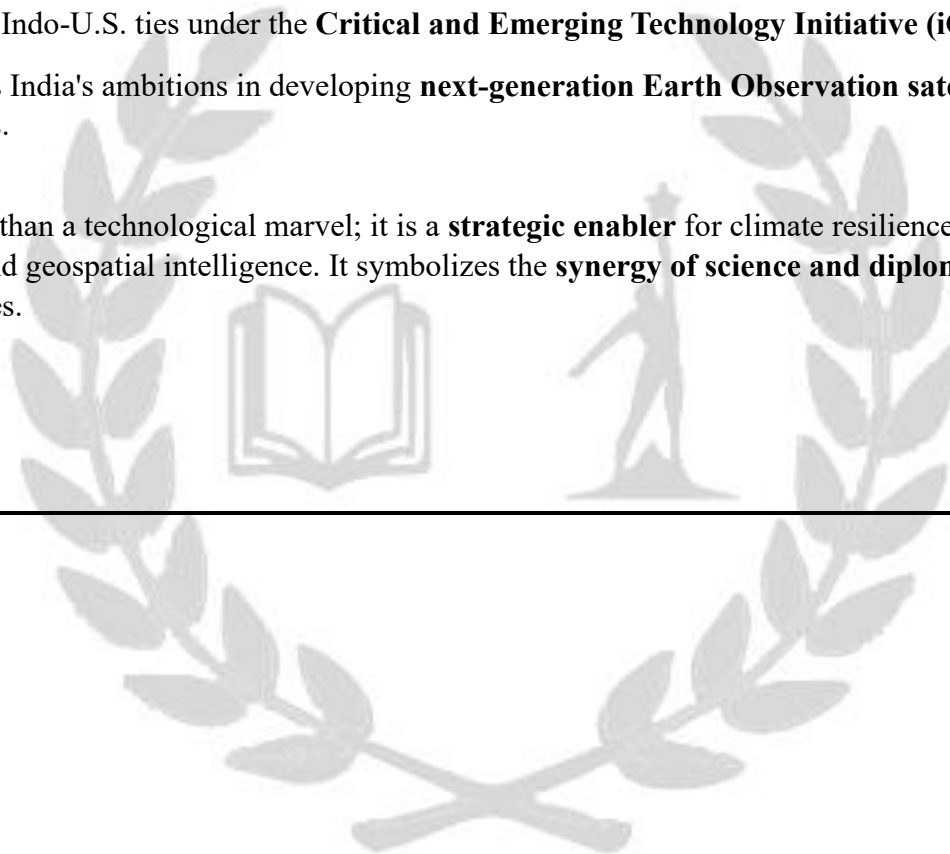 Indo-U.S. ties under the Critical and Emerging Technology Initiative (i
India's ambitions in developing next-generation Earth Observation
than a technological marvel; it is a strategic enabler for climate resilience
geospatial intelligence. It symbolizes the synergy of science and